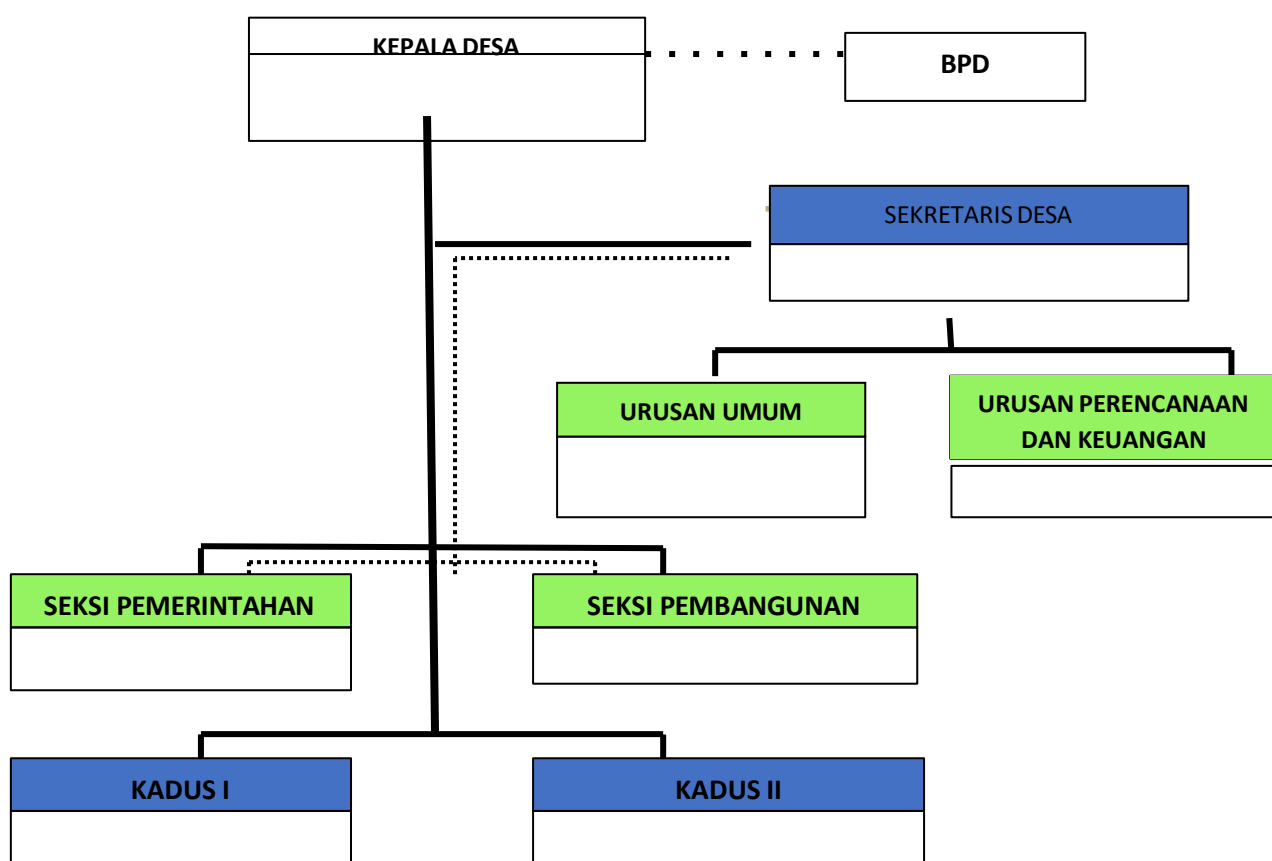 KEPALA DESA
BPD
SEKRETARIS DESA
URUSAN UMUM
URUSAN PERENCANAAN
DAN KEUANGAN
SEKSI PEMERINTAHAN
SEKSI PEMBANGUNAN
KADUS I
KADUS II